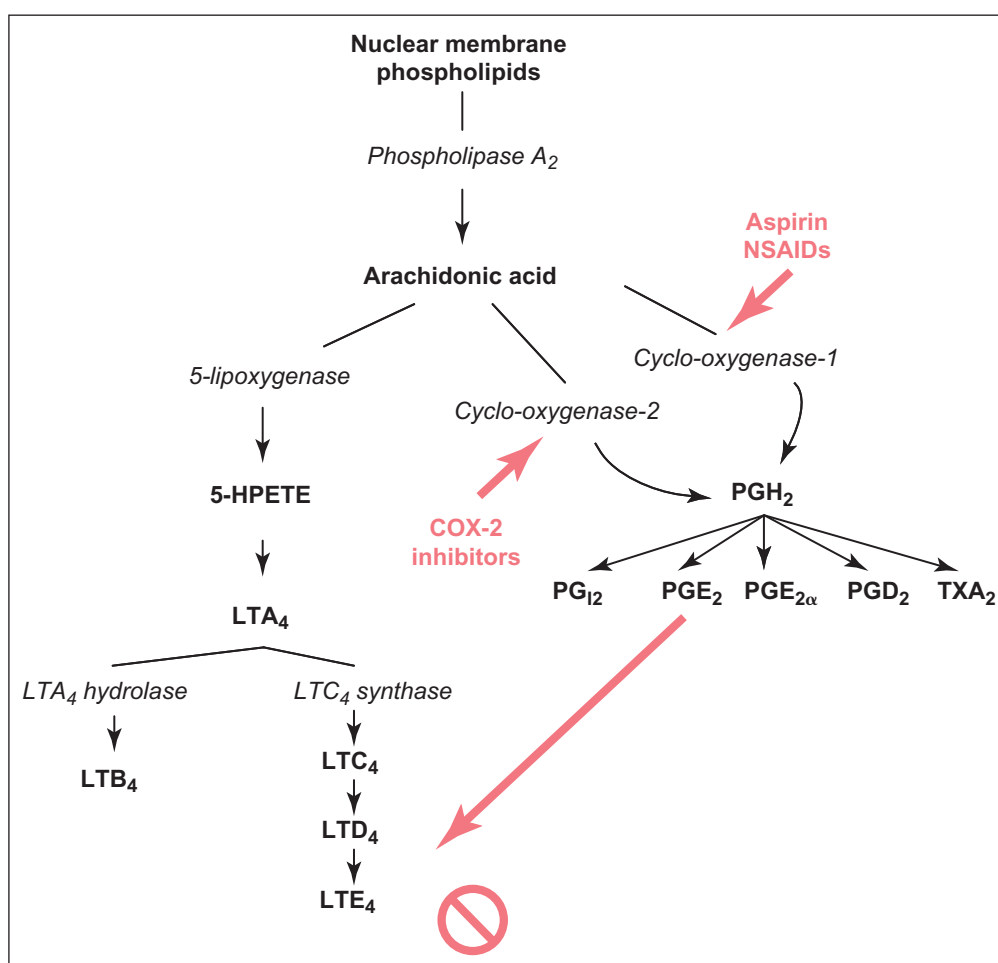 Nuclear membrane
phospholipids
Phospholipase A₂
Aspirin
NSAIDs
Arachidonic acid
Cyclo-oxygenase-1
5-lipoxygenase
Cyclo-oxygenase-2
5-HPETE
PGH₂
COX-2
inhibitors
PG_I2 PGE₂ PGE₂α PGD₂ TXA₂
LTA₄
LTA₄ hydrolase LTC₄ synthase
LTC₄
LTB₄
LTD₄
LTE₄